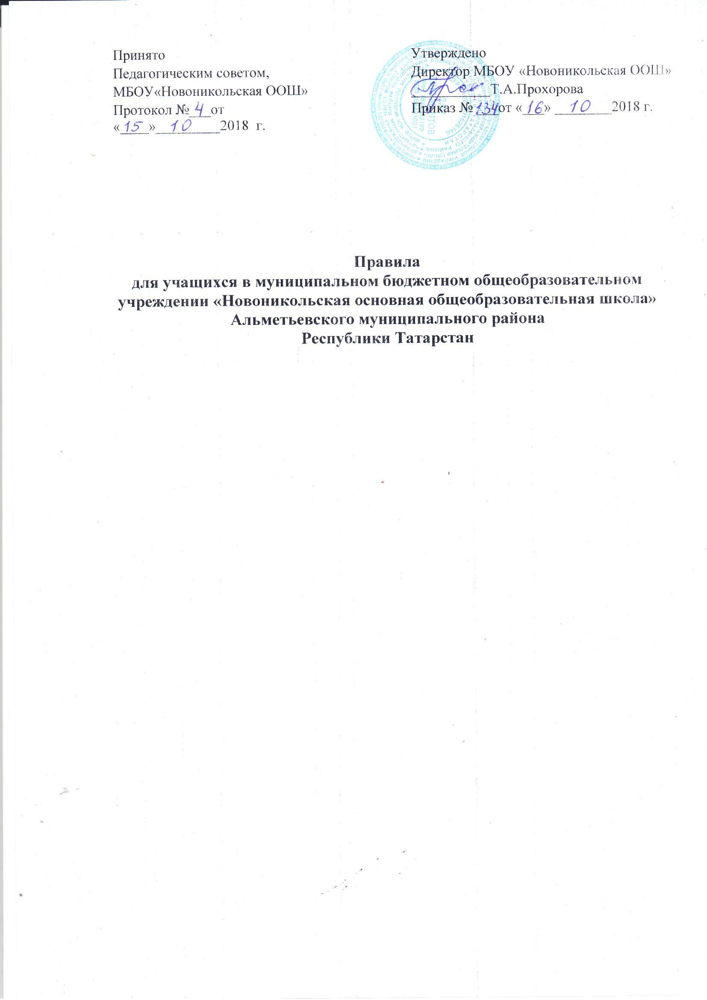 Принято
Педагогическим советом,
МБОУ«Новоникольская ООШ»
Протокол № 4 от
«15» 10 2018 г.
Утверждено
Директор МБОУ «Новоникольская ООШ»
Т.А.Прохорова
Приказ № 134 от «16» 10 2018 г.
Правила
для учащихся в муниципальном бюджетном общеобразовательном
учреждении «Новоникольская основная общеобразовательная школа»
Альметьевского муниципального района
Республики Татарстан